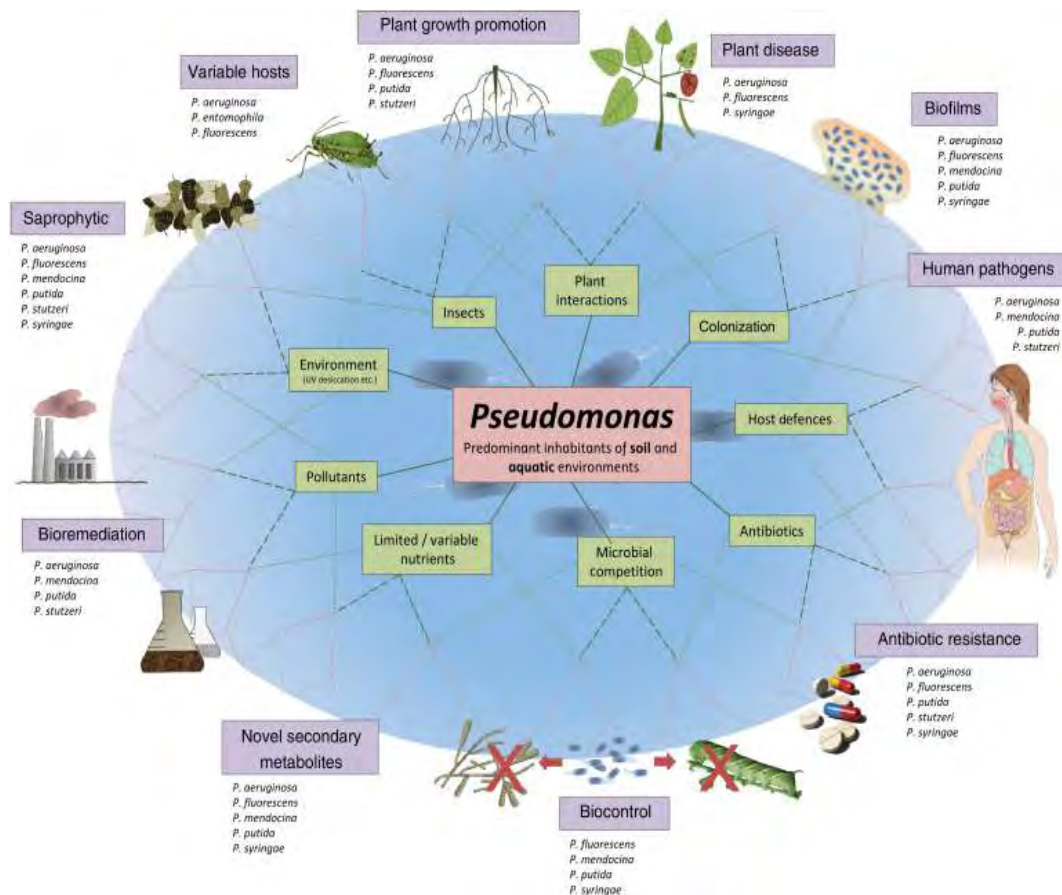 Plant growth promotion
P. aeruginosa
P. fluorescens
P. putida
P. stutzeri
Plant disease
P. aeruginosa
P. fluorescens
P. syringae
Variable hosts
P. aeruginosa
P. entomophila
P. fluorescens
Biofilms
P. aeruginosa
P. fluorescens
P. mendocina
P. putida
P. syringae
Saprophytic
P. aeruginosa
P. fluorescens
P. mendocina
P. putida
P. stutzeri
P. syringae
Human pathogens
P. aeruginosa
P. mendocina
P. putida
P. stutzeri
Plant
interactions
Insects
Colonization
Environment
(UV desiccation etc.)
Pseudomonas
Predominant inhabitants of soil and
aquatic environments
Host defences
Pollutants
Antibiotics
Limited / variable
nutrients
Microbial
competition
Bioremediation
P. aeruginosa
P. mendocina
P. putida
P. stutzeri
Antibiotic resistance
P. aeruginosa
P. fluorescens
P. putida
P. stutzeri
P. syringae
Novel secondary
metabolites
P. aeruginosa
P. fluorescens
P. mendocina
P. putida
P. syringae
Biocontrol
P. fluorescens
P. mendocina
P. putida
P. syringae